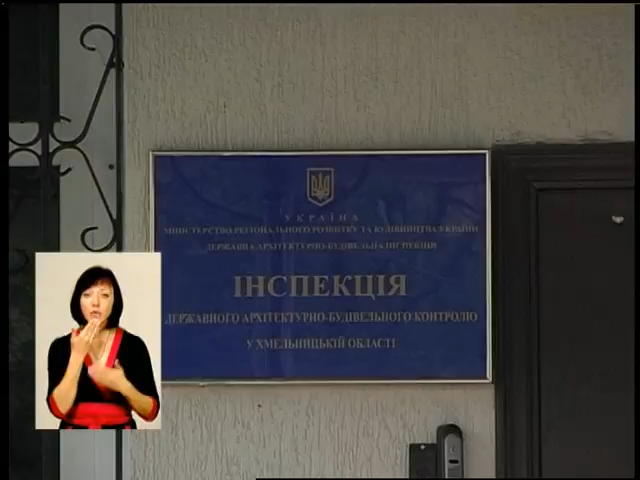 УКРАЇНА
МІНІСТЕРСТВО РЕГІОНАЛЬНОГО РОЗВИТКУ ТА БУДІВНИЦТВА УКРАЇНИ
ДЕРЖАВНА АРХІТЕКТУРНО-БУДІВЕЛЬНА ІНСПЕКЦІЯ
ІНСПЕКЦІЯ
ДЕРЖАВНОГО АРХІТЕКТУРНО-БУДІВЕЛЬНОГО КОНТРОЛЮ
У ХМЕЛЬНИЦЬКІЙ ОБЛАСТІ